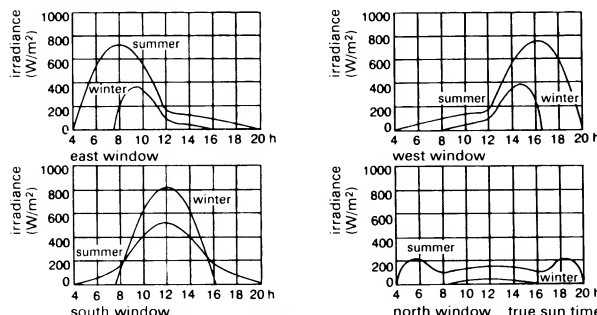 irradiance
(W/m²)
1000
800
600
400
200
0
summer
winter
4 6 8 10 12 14 16 20 h
east window
irradiance
(W/m²)
1000
800
600
400
200
0
summer
winter
4 6 8 10 12 14 16 20 h
west window
irradiance
(W/m²)
1000
800
600
400
200
0
winter
summer
4 6 8 10 12 14 16 20 h
south window
irradiance
(W/m²)
1000
800
600
400
200
0
summer
winter
4 6 8 10 12 14 16 20 h
north window true sun time